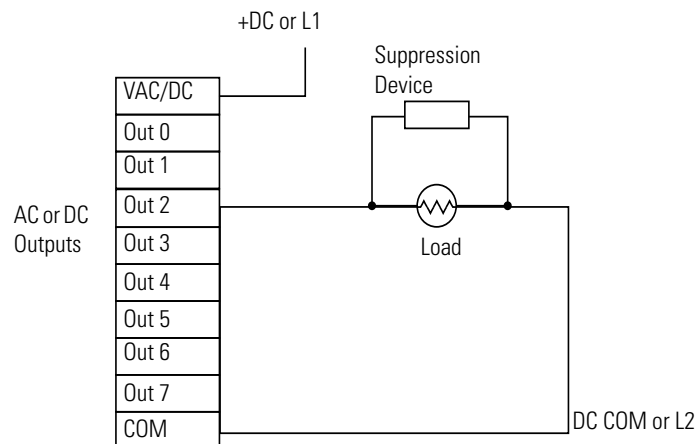 +DC or L1
Suppression
Device
VAC/DC
Out 0
Out 1
Out 2
Out 3
Out 4
Out 5
Out 6
Out 7
COM
AC or DC
Outputs
Load
DC COM or L2